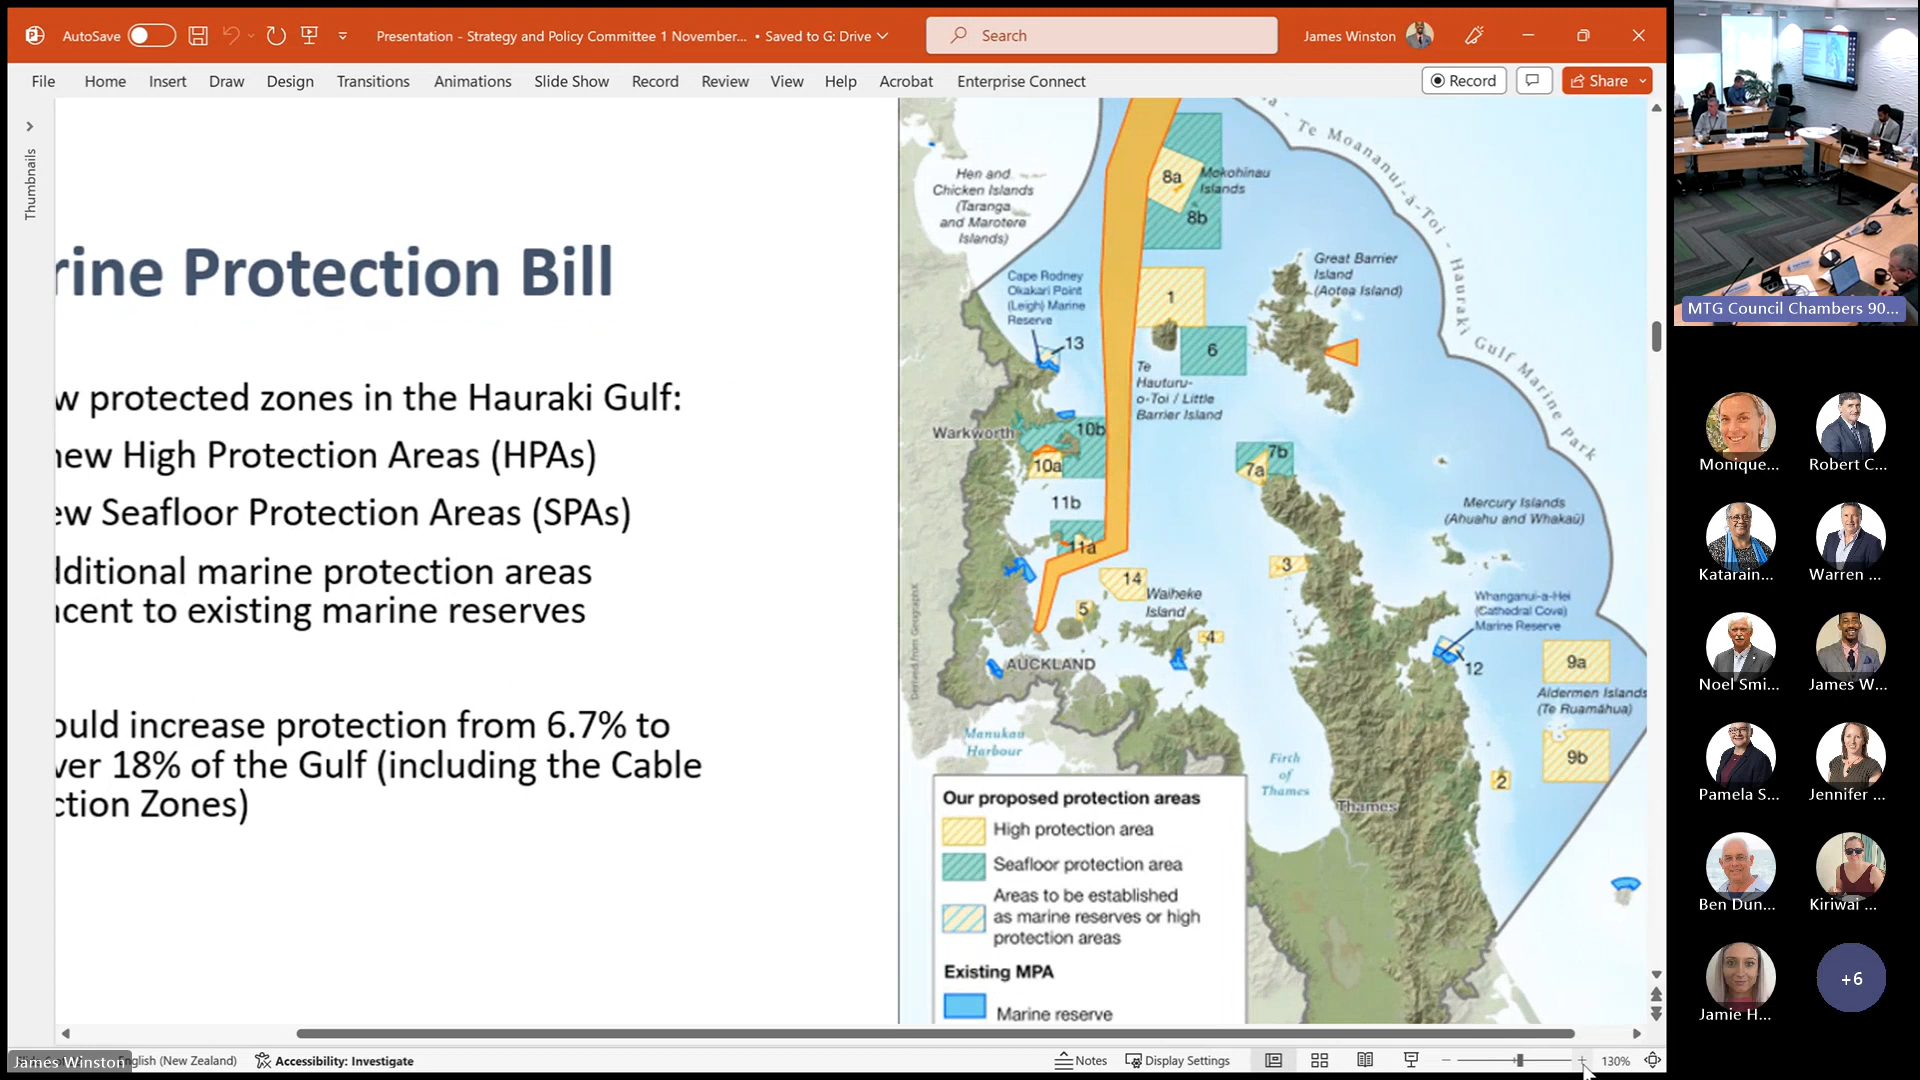 AutoSave
Presentation - Strategy and Policy Committee 1 November... • Saved to G: Drive
Search
James Winston
File Home Insert Draw Design Transitions Animations Slide Show Record Review View Help Acrobat Enterprise Connect
Record
Share
Thumbnails
rine Protection Bill
w protected zones in the Hauraki Gulf:
new High Protection Areas (HPAs)
ew Seafloor Protection Areas (SPAs)
dditional marine protection areas
cent to existing marine reserves
ould increase protection from 6.7% to
ver 18% of the Gulf (including the Cable
ction Zones)
Te Moananui-ā-Toi - Hauraki Gulf Marine Park
Hen and
Chicken Islands
(Taranga
and Marotere
Islands)
8a
Mokohinau
Islands
8b
Cape Rodney
Okakari Point
(Leigh) Marine
Reserve
13
1
6
Great Barrier
Island
(Aotea Island)
Te
Hauturu-
o-Toi / Little
Barrier Island
Warkworth
10b
10a
11b
11a
7b
7a
Mercury Islands
(Ahuahu and Whakaū)
3
14
Waiheke
Island
5
4
AUCKLAND
Whanganui-a-Hei
(Cathedral Cove)
Marine Reserve
12
9a
Aldermen Islands
(Te Ruamāhua)
9b
2
Manukau
Harbour
Firth
of
Thames
Thames
Derived from Geographx
Our proposed protection areas
High protection area
Seafloor protection area
Areas to be established
as marine reserves or high
protection areas
Existing MPA
Marine reserve
James Winston
English (New Zealand)
Accessibility: Investigate
Notes
Display Settings
130%
MTG Council Chambers 90...
Monique...
Robert C...
Katarain...
Warren ...
Noel Smi...
James W...
Pamela S...
Jennifer ...
Ben Dun...
Kiriwai ...
Jamie H...
+6